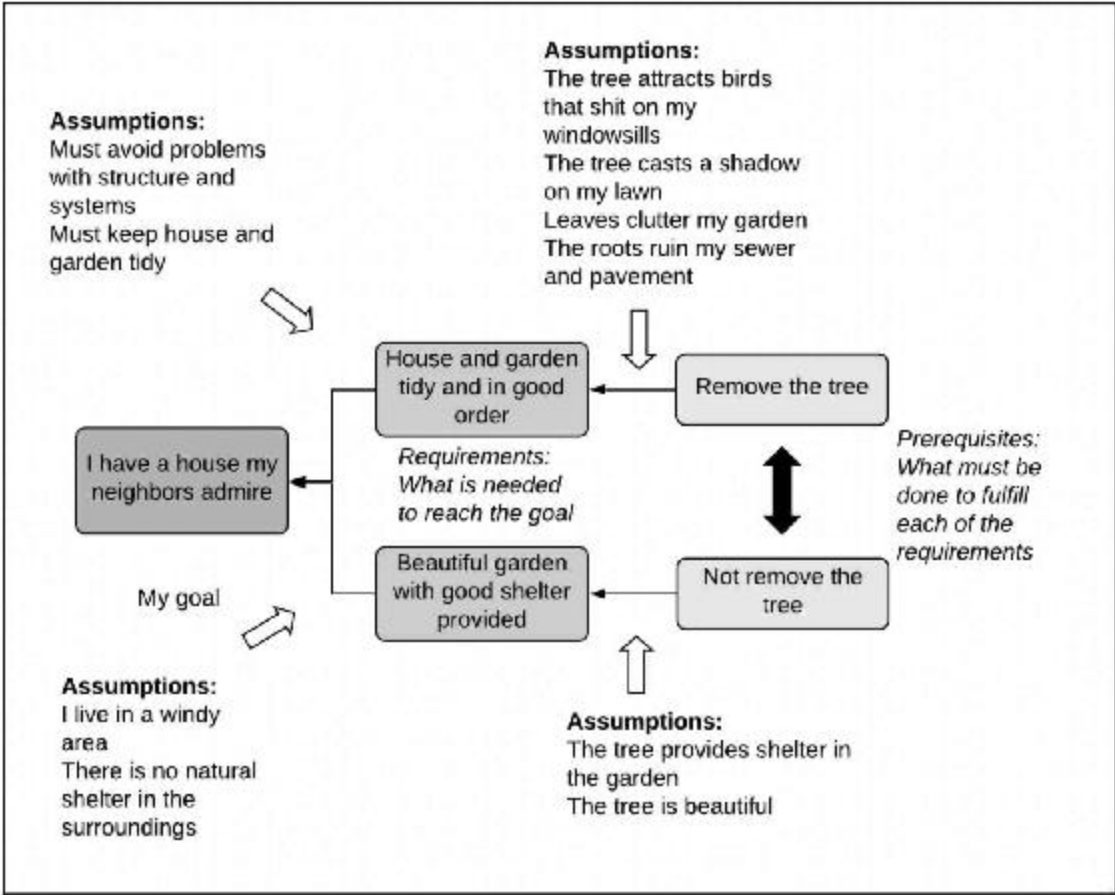 Assumptions:
Must avoid problems
with structure and
systems
Must keep house and
garden tidy
Assumptions:
The tree attracts birds
that shit on my
windowsills
The tree casts a shadow
on my lawn
Leaves clutter my garden
The roots ruin my sewer
and pavement
House and garden
tidy and in good
order
Remove the tree
I have a house my
neighbors admire
Requirements:
What is needed
to reach the goal
Prerequisites:
What must be
done to fulfill
each of the
requirements
Beautiful garden
with good shelter
provided
Not remove the
tree
My goal
Assumptions:
I live in a windy
area
There is no natural
shelter in the
surroundings
Assumptions:
The tree provides shelter in
the garden
The tree is beautiful